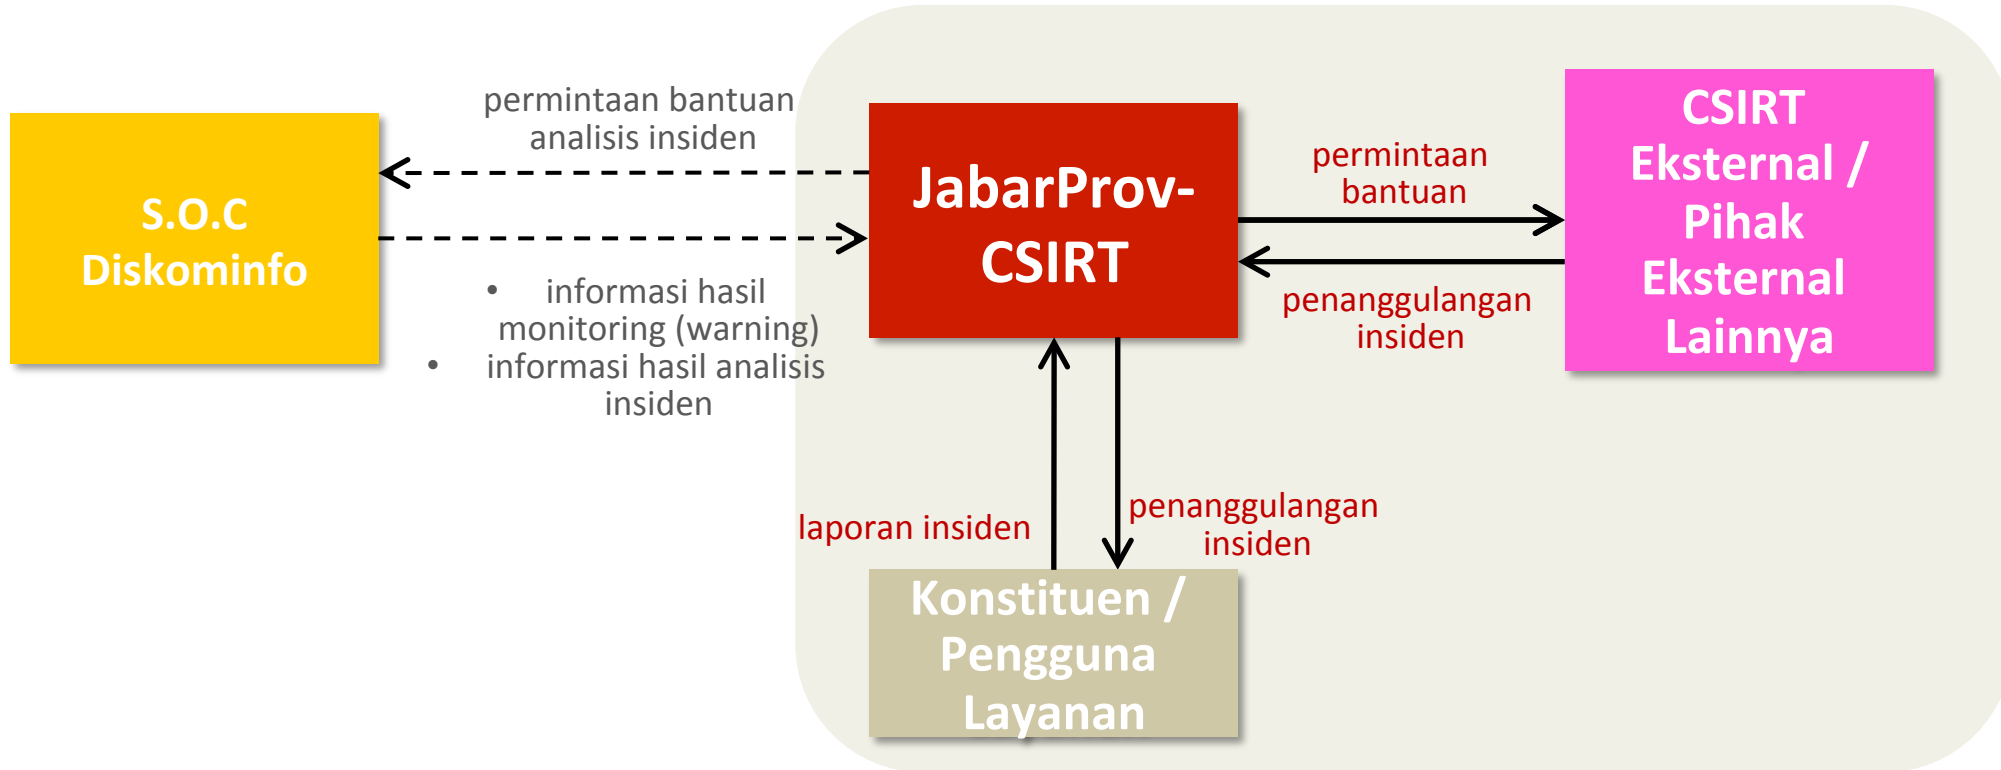 permintaan bantuan
analisis insiden
S.O.C
Diskominfo
• informasi hasil
monitoring (warning)
• informasi hasil analisis
insiden
JabarProv-
CSIRT
permintaan
bantuan
penanggulangan
insiden
CSIRT
Eksternal /
Pihak
Eksternal
Lainnya
laporan insiden
penanggulangan
insiden
Konstituen /
Pengguna
Layanan